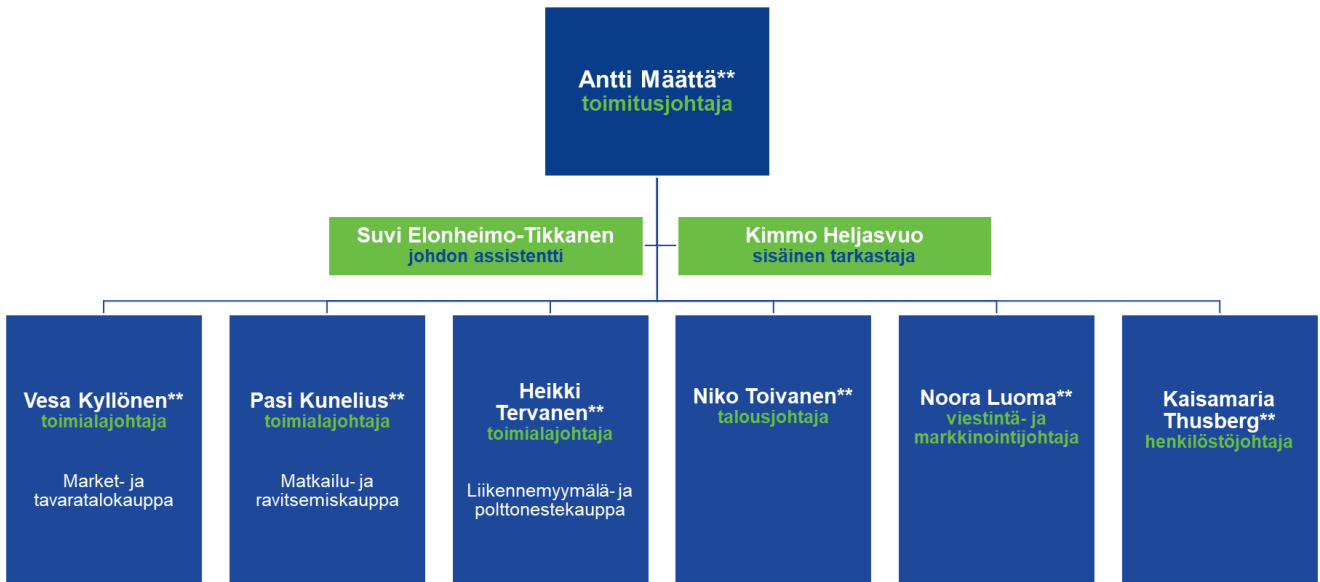 Antti Määttä**
toimitusjohtaja
Suvi Elonheimo-Tikkanen
johdon assistentti
Kimmo Heljasvuo
sisäinen tarkastaja
Vesa Kyllönen**
toimialajohtaja
Market- ja
tavaratalokauppa
Pasi Kunelius**
toimialajohtaja
Matkailu- ja
ravitsemiskauppa
Heikki
Tervanen**
toimialajohtaja
Liikennemyymälä- ja
polttonestekauppa
Niko Toivanen**
talousjohtaja
Noora Luoma**
viestintä- ja
markkinointijohtaja
Kaisamaria
Thusberg**
henkilöstöjohtaja